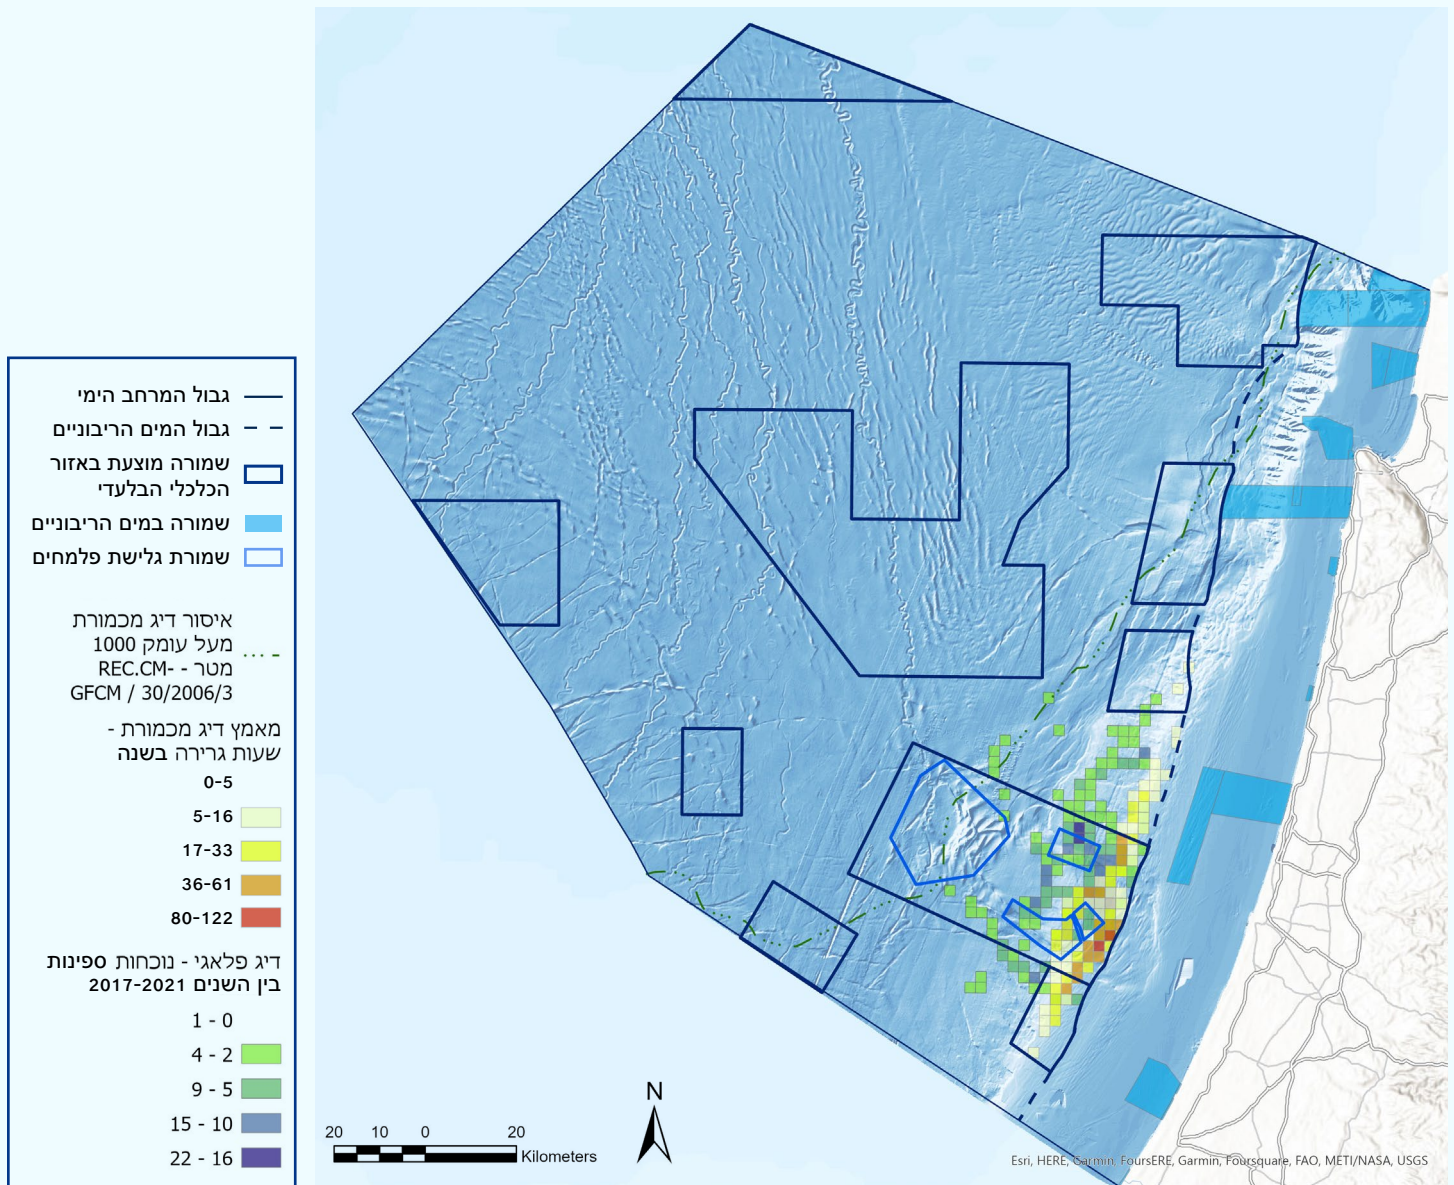 גבול המרחב הימי
גבול המים הריבוניים
שמורה מוצעת באזור
הכלכלי הבלעדי
שמורה במים הריבוניים
שמורת גלישת פלמחים
איסור דיג מכמורת
מעל עומק 1000
מטר - REC.CM-
GFCM / 30/2006/3
מאמץ דיג מכמורת -
שעות גרירה בשנה
0-5
5-16
17-33
36-61
80-122
דיג פלאגי - נוכחות ספינות
בין השנים 2017-2021
1 - 0
4 - 2
9 - 5
15 - 10
22 - 16
20 10 0 20
Kilometers
N
Esri, HERE, Garmin, FoursERE, Garmin, Foursquare, FAO, METI/NASA, USGS